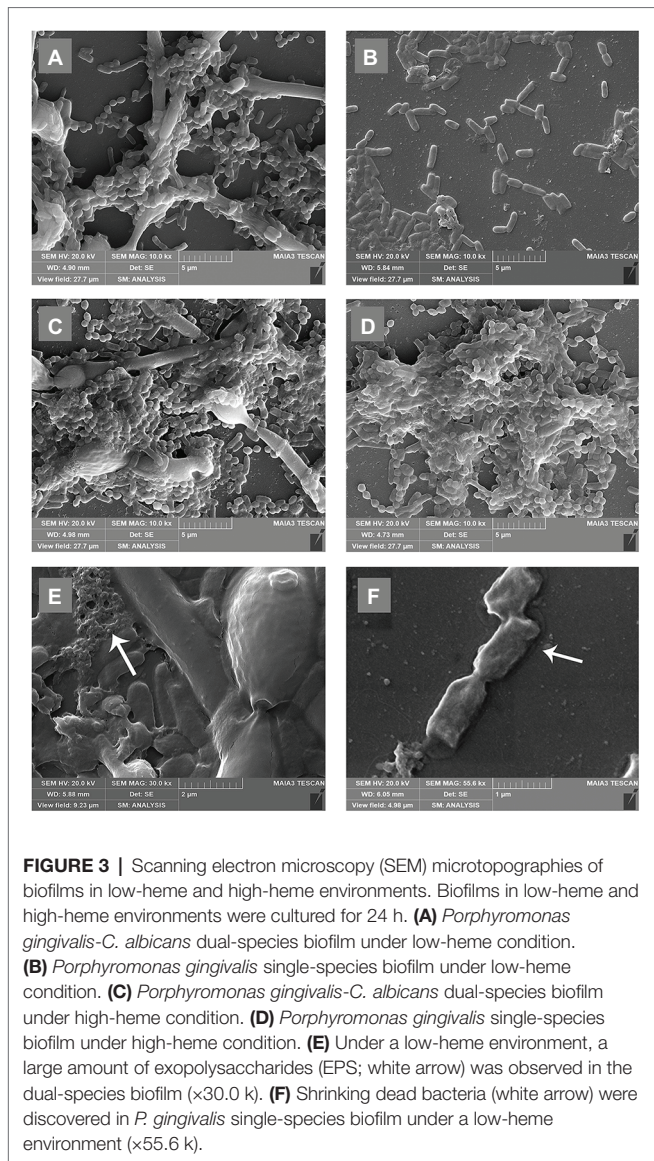 A
SEM HV: 20.0 kV SEM MAG: 10.0 kx MAIA3 TESCAN
WD: 4.90 mm Det: SE 5 µm
View field: 27.7 µm SM: ANALYSIS
B
SEM HV: 20.0 kV SEM MAG: 10.0 kx MAIA3 TESCAN
WD: 5.84 mm Det: SE 5 µm
View field: 27.7 µm SM: ANALYSIS
C
SEM HV: 20.0 kV SEM MAG: 10.0 kx MAIA3 TESCAN
WD: 4.98 mm Det: SE 5 µm
View field: 27.7 µm SM: ANALYSIS
D
SEM HV: 20.0 kV SEM MAG: 10.0 kx MAIA3 TESCAN
WD: 4.73 mm Det: SE 5 µm
View field: 27.7 µm SM: ANALYSIS
E
SEM HV: 20.0 kV SEM MAG: 30.0 kx MAIA3 TESCAN
WD: 5.88 mm Det: SE 2 µm
View field: 9.23 µm SM: ANALYSIS
F
SEM HV: 20.0 kV SEM MAG: 55.6 kx MAIA3 TESCAN
WD: 6.05 mm Det: SE 1 µm
View field: 4.98 µm SM: ANALYSIS
FIGURE 3 | Scanning electron microscopy (SEM) microtopographies of
biofilms in low-heme and high-heme environments. Biofilms in low-heme and
high-heme environments were cultured for 24 h. (A) Porphyromonas
gingivalis-C. albicans dual-species biofilm under low-heme condition.
(B) Porphyromonas gingivalis single-species biofilm under low-heme
condition. (C) Porphyromonas gingivalis-C. albicans dual-species biofilm
under high-heme condition. (D) Porphyromonas gingivalis single-species
biofilm under high-heme condition. (E) Under a low-heme environment, a
large amount of exopolysaccharides (EPS; white arrow) was observed in the
dual-species biofilm (×30.0 k). (F) Shrinking dead bacteria (white arrow) were
discovered in P. gingivalis single-species biofilm under a low-heme
environment (×55.6 k).